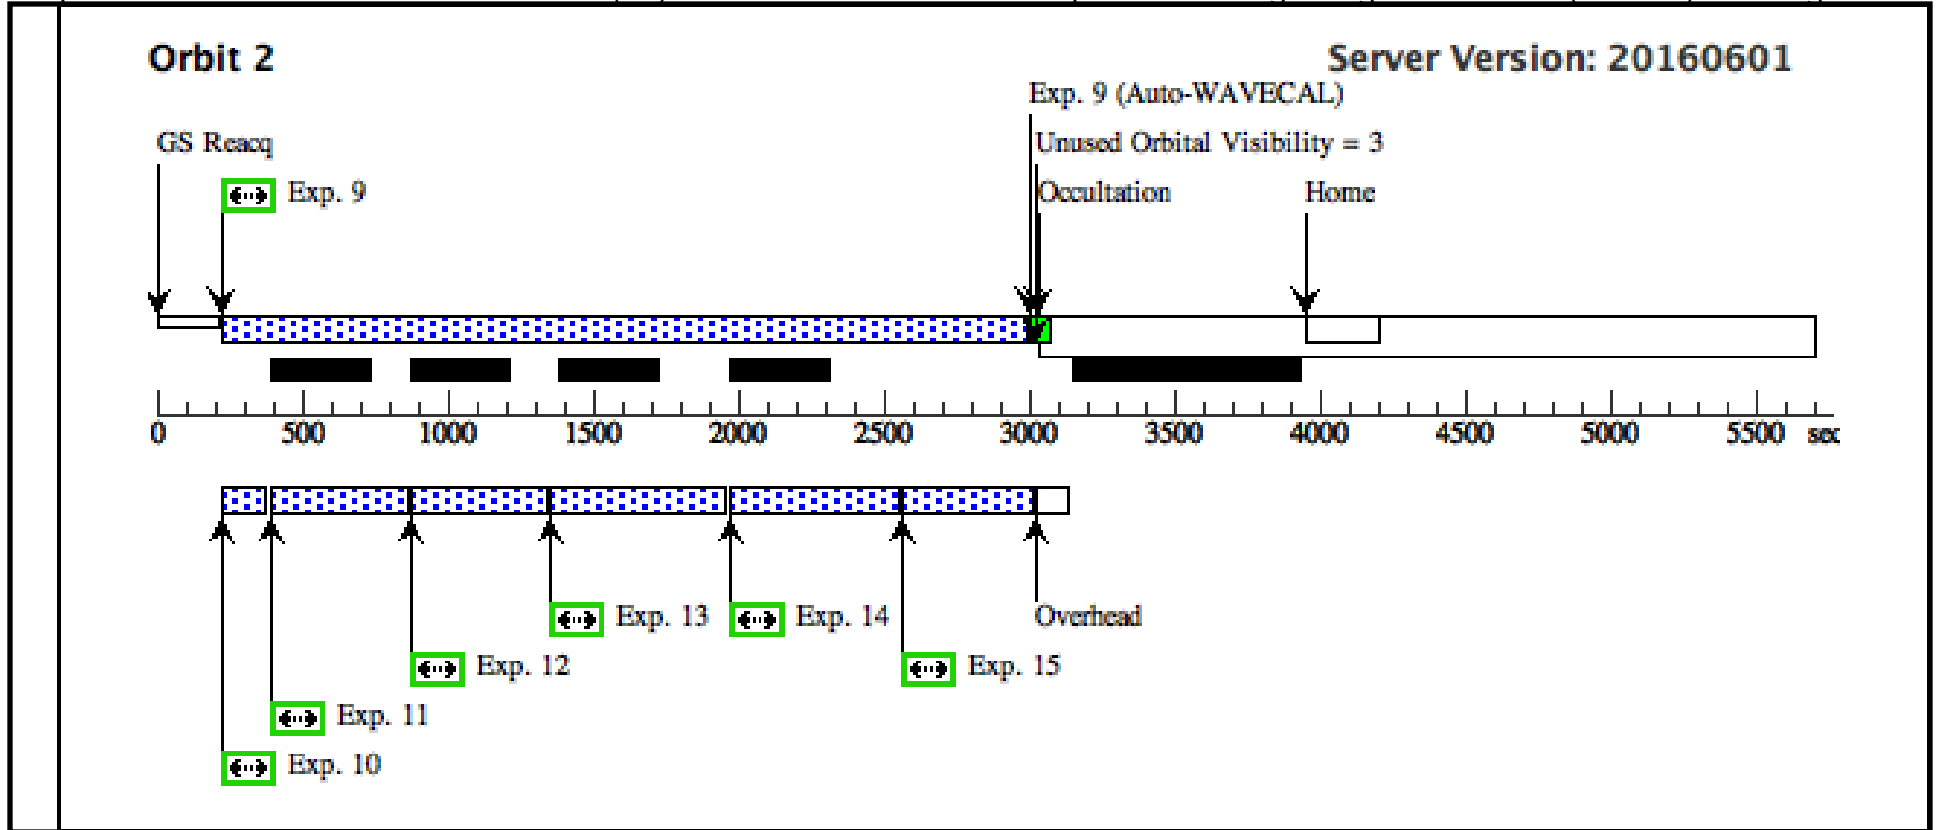 Orbit 2
Server Version: 20160601
Exp. 9 (Auto-WAVECAL)
GS Reacq
Unused Orbital Visibility = 3
Exp. 9
Occultation
Home
0 500 1000 1500 2000 2500 3000 3500 4000 4500 5000 5500 sec
Exp. 13
Exp. 14
Overhead
Exp. 12
Exp. 15
Exp. 11
Exp. 10